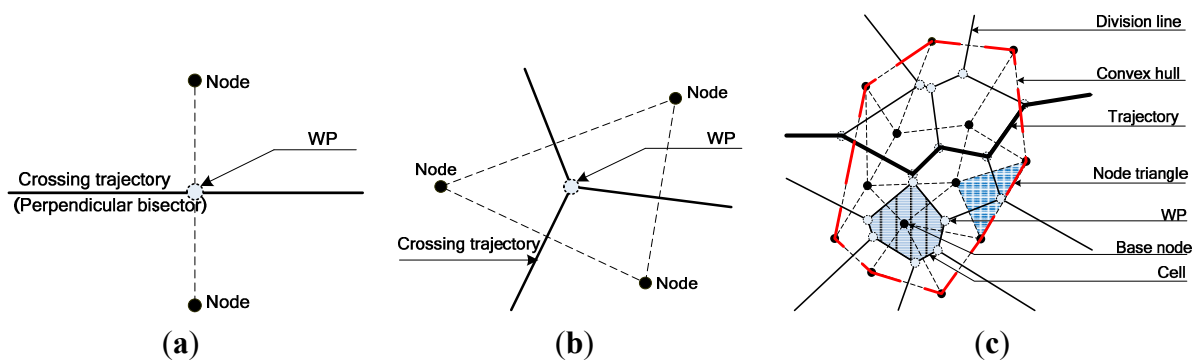 Node
WP
Crossing trajectory
(Perpendicular bisector)
Node
(a)
Node
WP
Node
Crossing trajectory
Node
(b)
Division line
Convex hull
Trajectory
Node triangle
WP
Base node
Cell
(c)